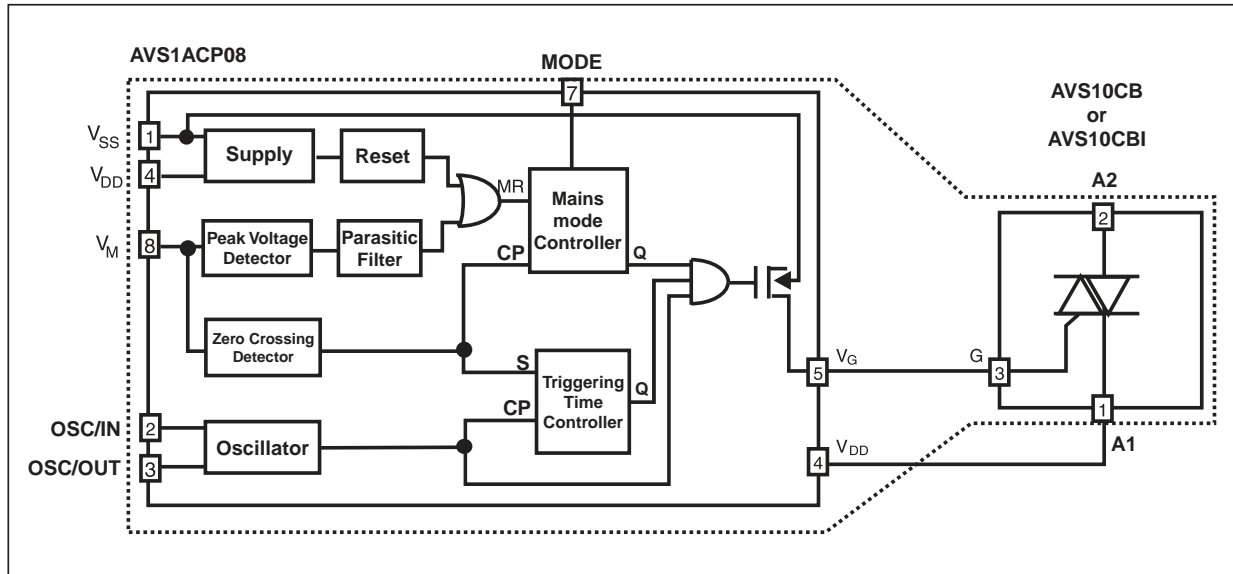 AVS1ACP08
MODE
7
AVS10CB
or
AVS10CBI
VSS
1
Supply
Reset
VDD
4
MR
Mains
mode
Controller
A2
2
VM
8
Peak Voltage
Detector
Parasitic
Filter
CP
Q
Zero Crossing
Detector
S
Triggering
Time
Controller
Q
CP
5
VG
G
3
OSC/IN
2
Oscillator
OSC/OUT
3
4
VDD
1
A1